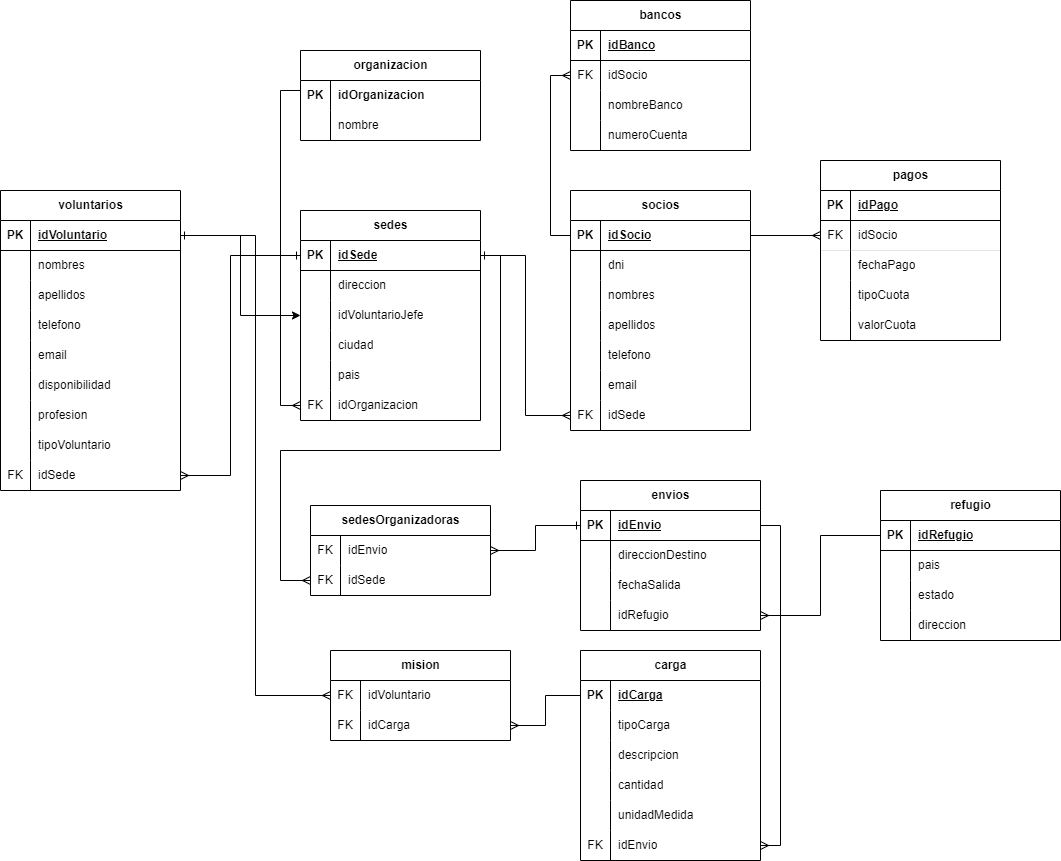 bancos
PK idBanco
FK idSocio
nombreBanco
numeroCuenta
organizacion
PK idOrganizacion
nombre
pagos
PK idPago
FK idSocio
fechaPago
tipoCuota
valorCuota
voluntarios
PK idVoluntario
nombres
apellidos
telefono
email
disponibilidad
profesion
tipoVoluntario
FK idSede
sedes
PK idSede
direccion
idVoluntarioJefe
ciudad
pais
FK idOrganizacion
socios
PK idSocio
dni
nombres
apellidos
telefono
email
FK idSede
sedesOrganizadoras
FK idEnvio
FK idSede
envios
PK idEnvio
direccionDestino
fechaSalida
idRefugio
refugio
PK idRefugio
pais
estado
direccion
mision
FK idVoluntario
FK idCarga
carga
PK idCarga
tipoCarga
descripcion
cantidad
unidadMedida
FK idEnvio